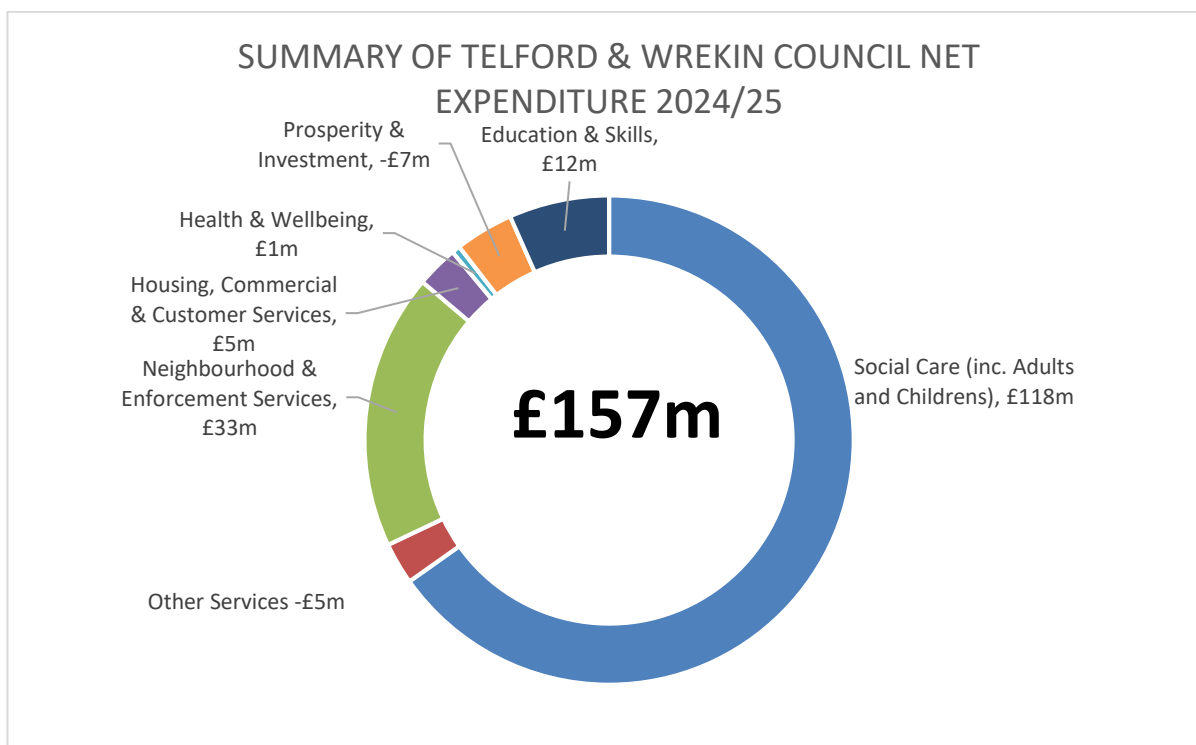 SUMMARY OF TELFORD & WREKIN COUNCIL NET
EXPENDITURE 2024/25
Prosperity &
Investment, -£7m
Education & Skills,
£12m
Health & Wellbeing,
£1m
Housing, Commercial
& Customer Services,
£5m
Neighbourhood &
Enforcement Services,
£33m
Social Care (inc. Adults
and Childrens), £118m
£157m
Other Services -£5m